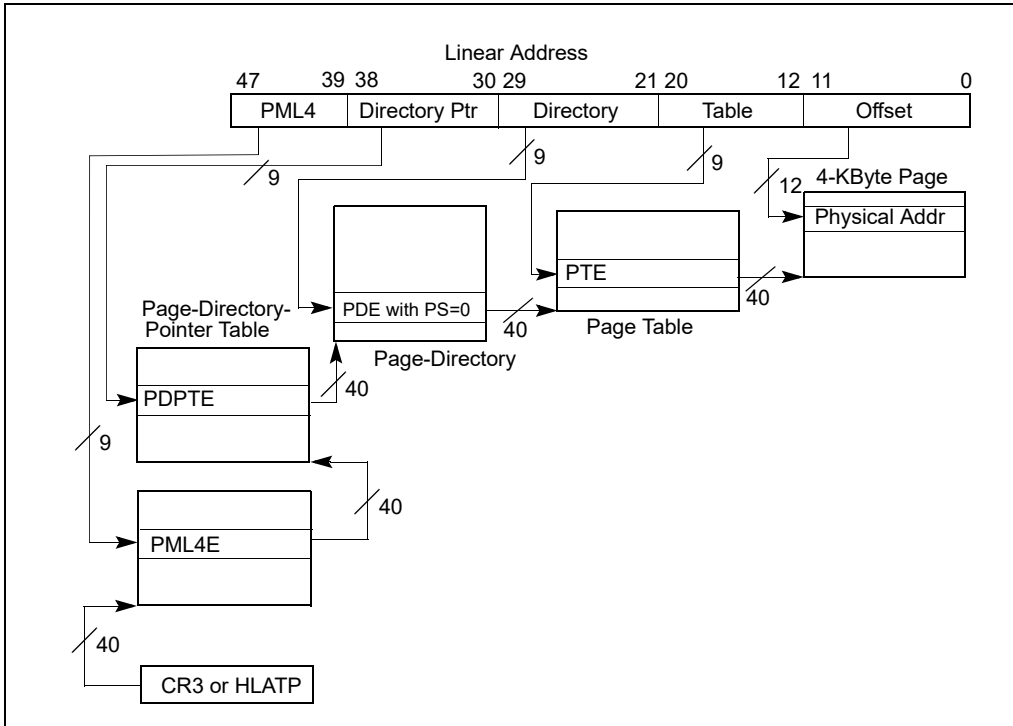 Linear Address
47 39 38 30 29 21 20 12 11 0
PML4 Directory Ptr Directory Table Offset
9 9 9 12 4-KByte Page
Physical Addr
PTE
40
Page-Directory-
Pointer Table
PDE with PS=0
40
Page Table
Page-Directory
40
PDPTE
9
40
PML4E
40
CR3 or HLATP